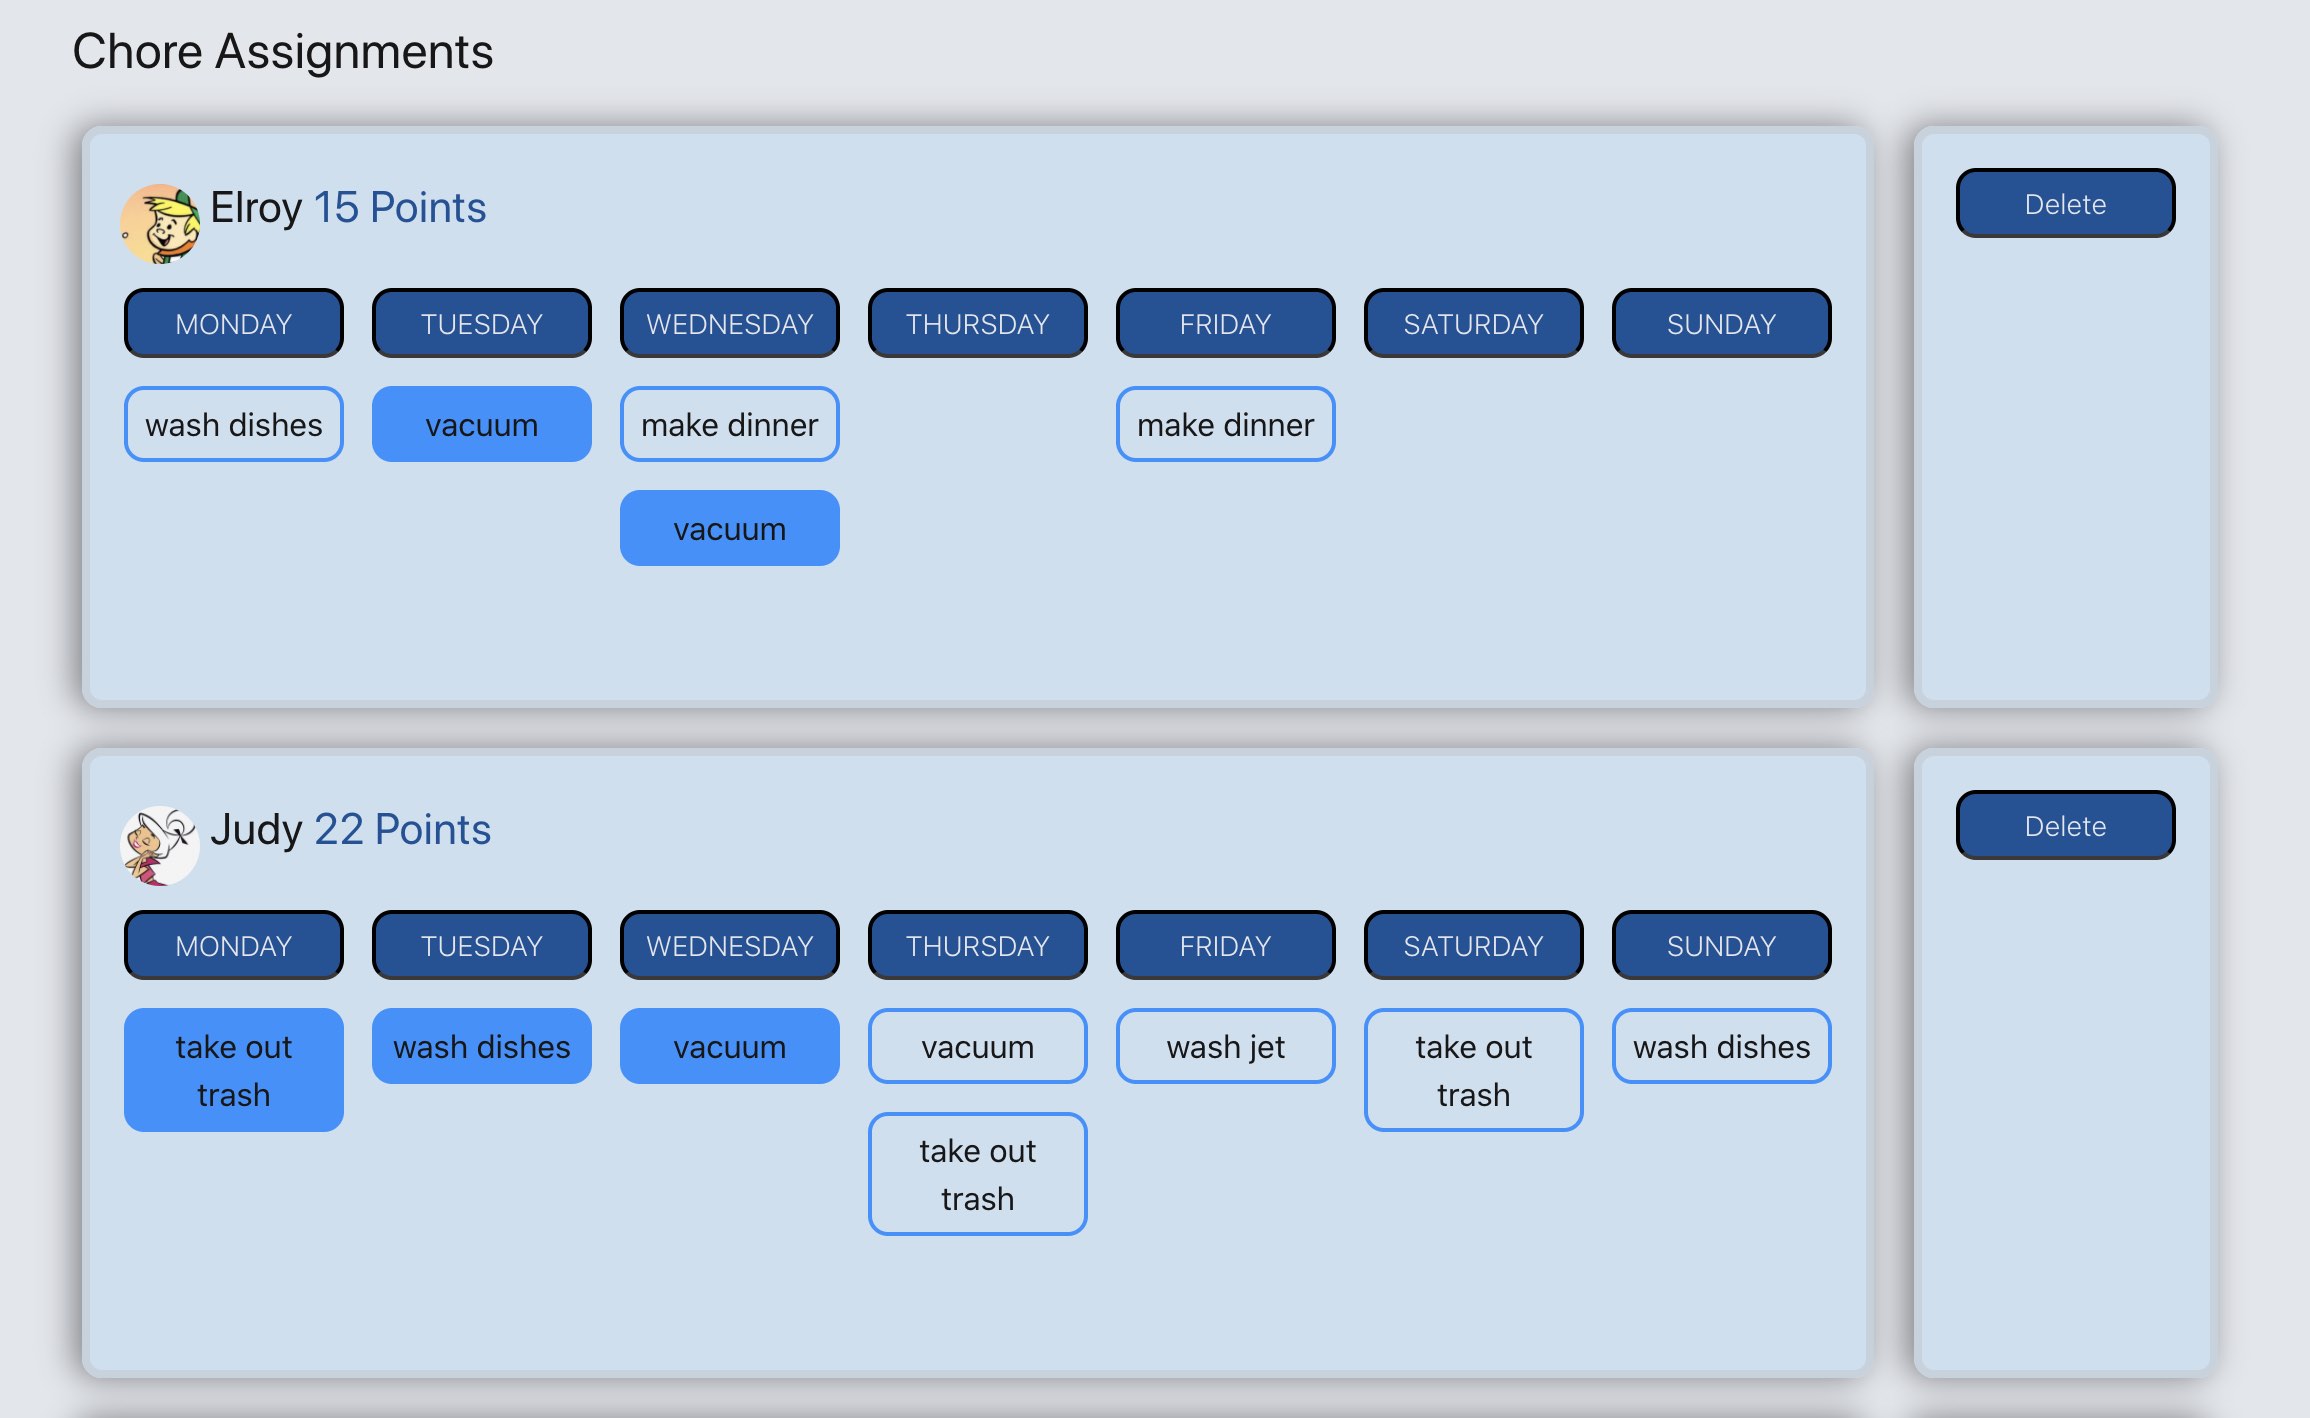 Chore Assignments
Elroy 15 Points
Delete
MONDAY TUESDAY WEDNESDAY THURSDAY FRIDAY SATURDAY SUNDAY
wash dishes vacuum make dinner make dinner
vacuum
Judy 22 Points
Delete
MONDAY TUESDAY WEDNESDAY THURSDAY FRIDAY SATURDAY SUNDAY
take out trash wash dishes vacuum vacuum wash jet take out trash wash dishes
take out
trash